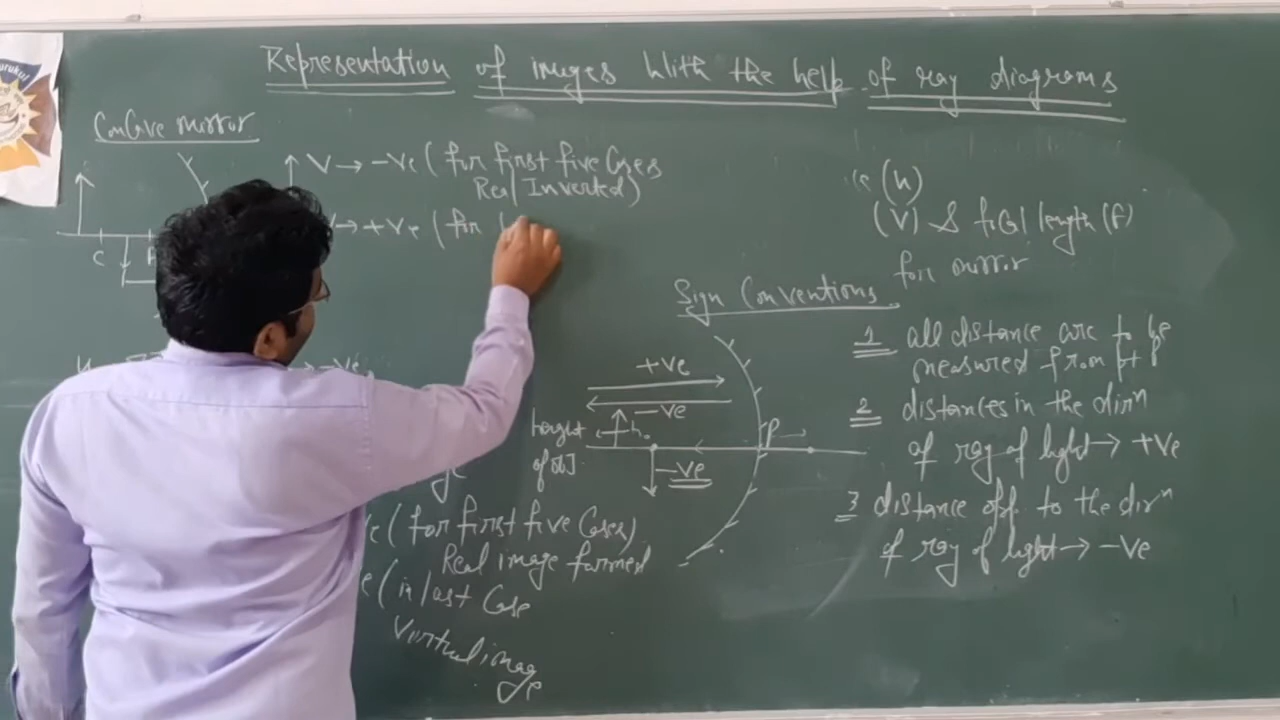 Representation of images With the help of ray diagrams
urukul
ConCave mirror
V → -Ve (for first five Cases
Real Inverted)
→ +Ve (for
C
(u)
(V) & focal length (f)
for mirror
Sign Conventions
1 all distance are to be
measured from pt P
2 distances in the dirn
of ray of light → +Ve
3 distance opp. to the dirn
of ray of light → -Ve
+ve
-ve
height
of obj
h
P
-ve
→ -Ve
(for first five Cases)
Real image formed
(in last Case
Virtual image